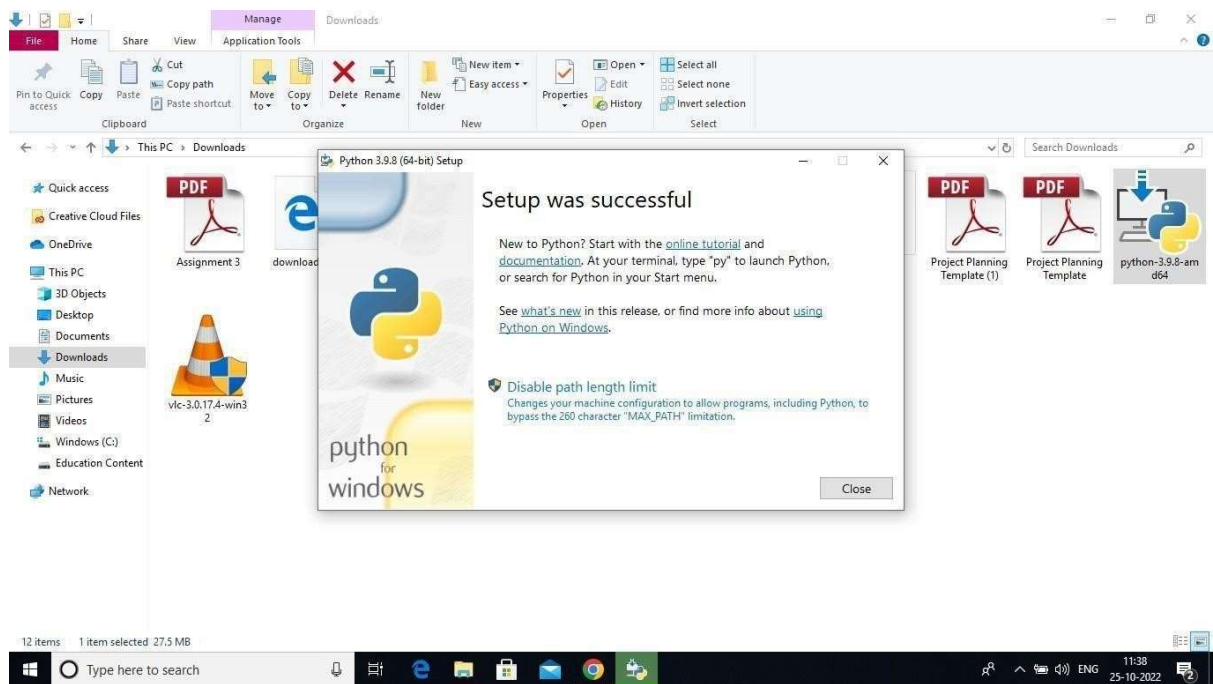 Manage
Downloads
File
Home
Share
View
Application Tools
Pin to Quick
access
Copy
Paste
Cut
Copy path
Paste shortcut
Clipboard
Move
to
Copy
to
Delete
Rename
Organize
New
folder
New item
Easy access
New
Properties
Open
Edit
History
Open
Select all
Select none
Invert selection
Select
This PC > Downloads
Search Downloads
Quick access
Creative Cloud Files
OneDrive
This PC
3D Objects
Desktop
Documents
Downloads
Music
Pictures
Videos
Windows (C:)
Education Content
Network
PDF
Assignment 3
download
vlc-3.0.17.4-win3
2
Python 3.9.8 (64-bit) Setup
Setup was successful
New to Python? Start with the online tutorial and
documentation. At your terminal, type "py" to launch Python,
or search for Python in your Start menu.
See what's new in this release, or find more info about using
Python on Windows.
Disable path length limit
Changes your machine configuration to allow programs, including Python, to
bypass the 260 character "MAX_PATH" limitation.
python
for
windows
Close
PDF
Project Planning
Template (1)
PDF
Project Planning
Template
python-3.9.8-am
d64
12 items
1 item selected 27.5 MB
Type here to search
ENG
11:38
25-10-2022
2